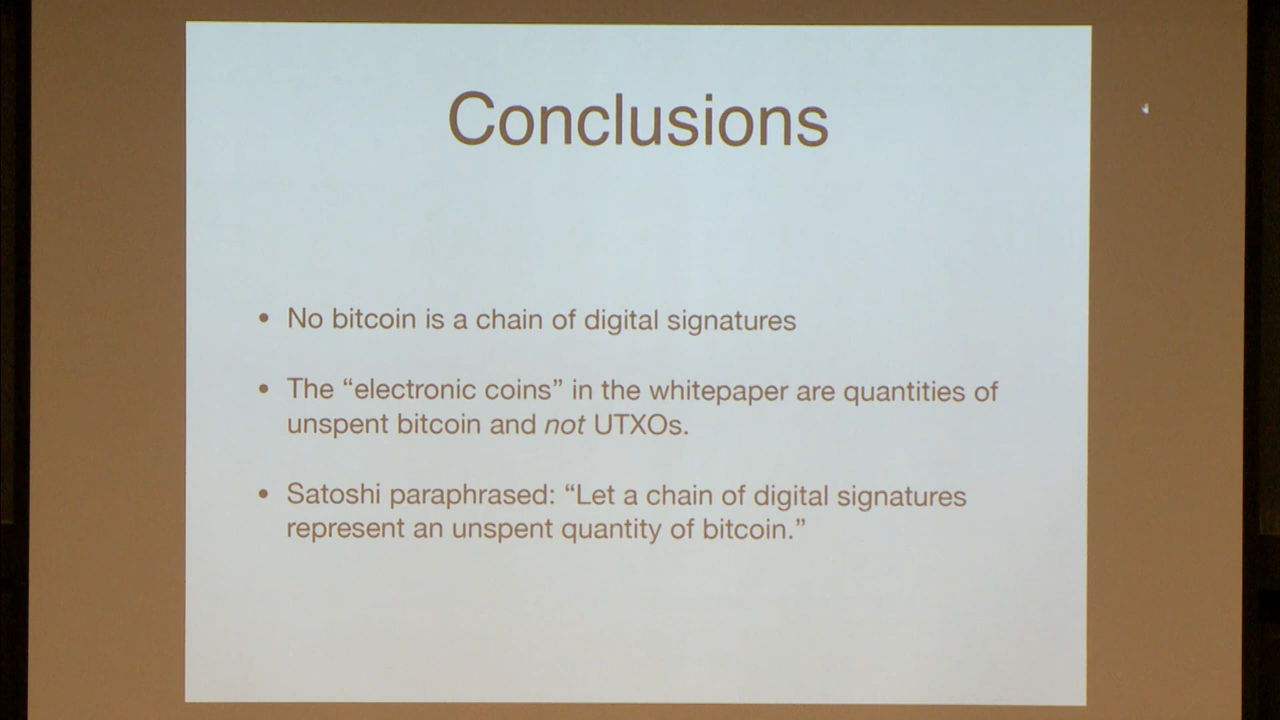 Conclusions
• No bitcoin is a chain of digital signatures
• The “electronic coins” in the whitepaper are quantities of
unspent bitcoin and not UTXOs.
• Satoshi paraphrased: “Let a chain of digital signatures
represent an unspent quantity of bitcoin.”